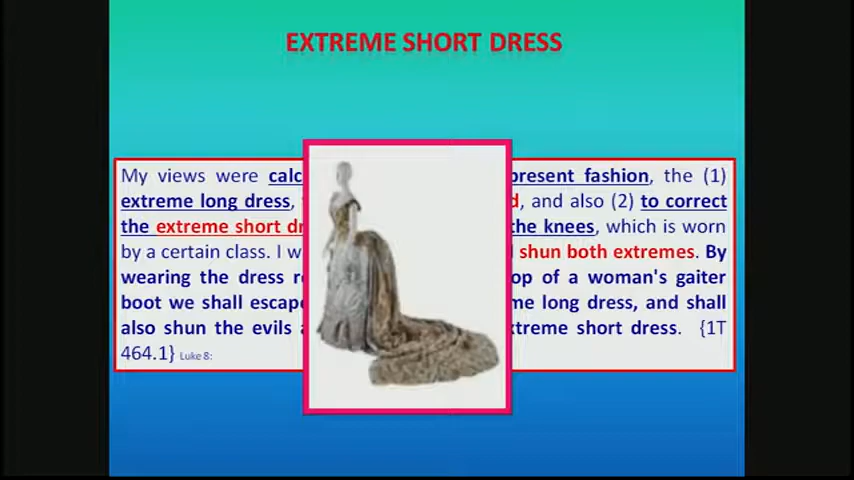 EXTREME SHORT DRESS
My views were calc present fashion, the (1)
extreme long dress, d, and also (2) to correct
the extreme short dr the knees, which is worn
by a certain class. I w shun both extremes. By
wearing the dress r op of a woman's gaiter
boot we shall escape me long dress, and shall
also shun the evils a xtreme short dress. {1T
464.1} Luke 8: